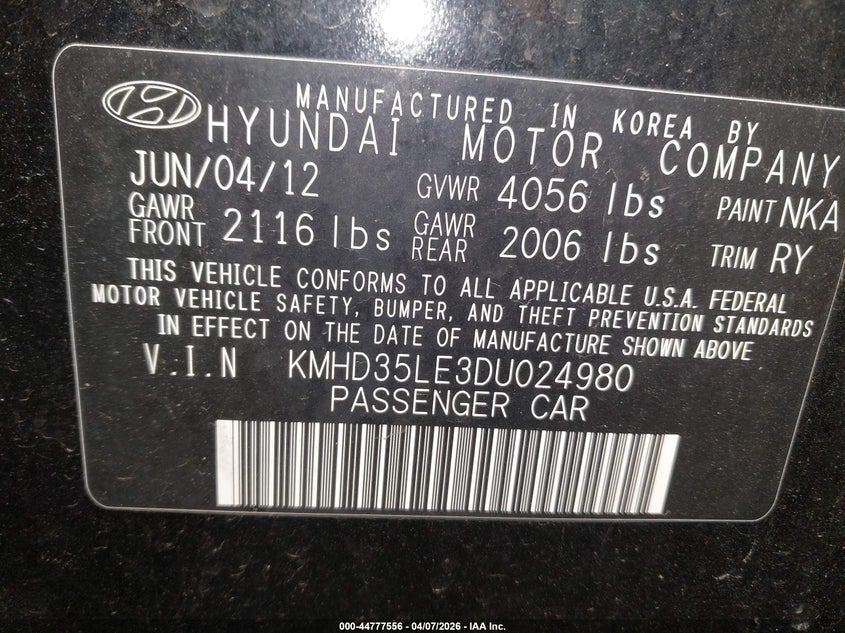 MANUFACTURED IN KOREA BY
HYUNDAI MOTOR COMPANY
JUN/04/12 GVWR 4056 lbs PAINT NKA
GAWR FRONT 2116 lbs GAWR REAR 2006 lbs TRIM RY
THIS VEHICLE CONFORMS TO ALL APPLICABLE U.S.A. FEDERAL
MOTOR VEHICLE SAFETY, BUMPER, AND THEFT PREVENTION STANDARDS
IN EFFECT ON THE DATE OF MANUFACTURE SHOWN ABOVE
V.I.N KMHD35LE3DU024980
PASSENGER CAR
000-44777556 - 04/07/2026 - IAA Inc.